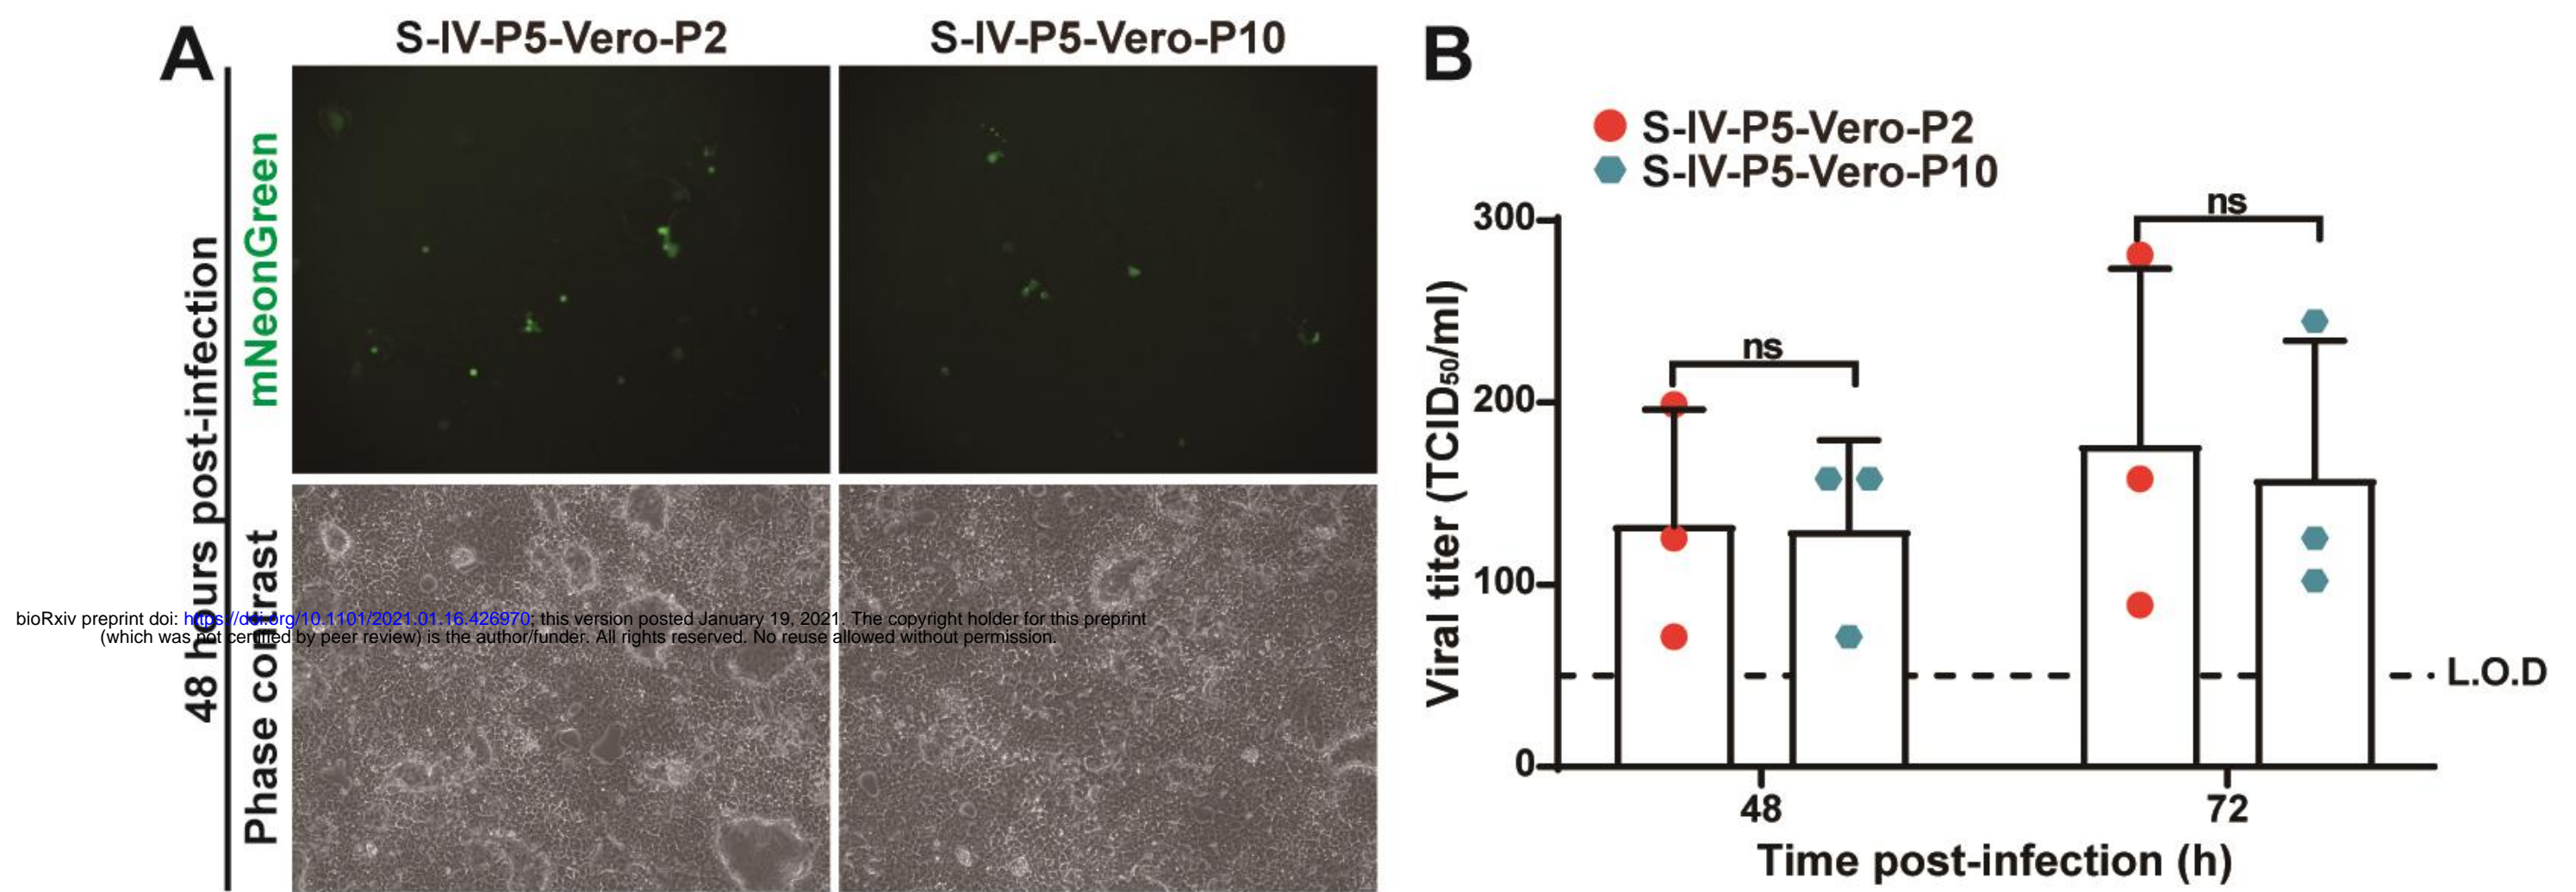 A
S-IV-P5-Vero-P2
S-IV-P5-Vero-P10
48 hours post-infection
mNeonGreen
Phase contrast
bioRxiv preprint doi: https://doi.org/10.1101/2021.01.16.426970; this version posted January 19, 2021. The copyright holder for this preprint
(which was not certified by peer review) is the author/funder. All rights reserved. No reuse allowed without permission.
B
S-IV-P5-Vero-P2
S-IV-P5-Vero-P10
Viral titer (TCID50/ml)
300
200
100
0
ns
ns
L.O.D
48
72
Time post-infection (h)